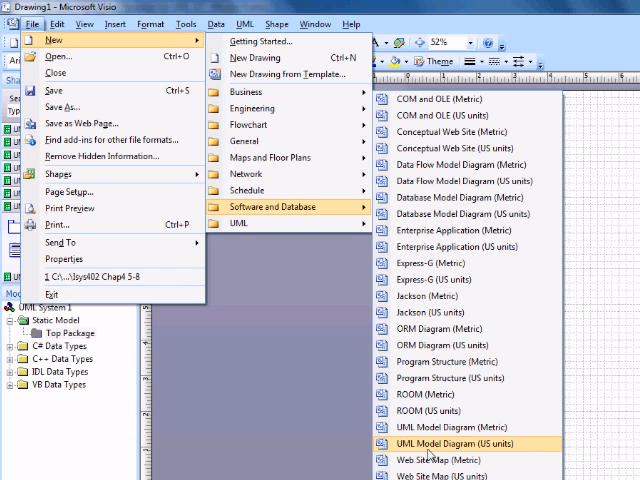 Drawing1 - Microsoft Visio
File Edit View Insert Format Tools Data UML Shape Window Help
52%
Theme
New
Open... Ctrl+O
Close
Save Ctrl+S
Save As...
Save as Web Page...
Find add-ins for other file formats...
Remove Hidden Information...
Shapes
Page Setup...
Print Preview
Print... Ctrl+P
Send To
Properties
1 C:\...\Isys402 Chap4 5-8
Exit
Getting Started...
New Drawing Ctrl+N
New Drawing from Template...
Business
Engineering
Flowchart
General
Maps and Floor Plans
Network
Schedule
Software and Database
UML
COM and OLE (Metric)
COM and OLE (US units)
Conceptual Web Site (Metric)
Conceptual Web Site (US units)
Data Flow Model Diagram (Metric)
Data Flow Model Diagram (US units)
Database Model Diagram (Metric)
Database Model Diagram (US units)
Enterprise Application (Metric)
Enterprise Application (US units)
Express-G (Metric)
Express-G (US units)
Jackson (Metric)
Jackson (US units)
ORM Diagram (Metric)
ORM Diagram (US units)
Program Structure (Metric)
Program Structure (US units)
ROOM (Metric)
ROOM (US units)
UML Model Diagram (Metric)
UML Model Diagram (US units)
Web Site Map (Metric)
Web Site Map (US units)
UML System 1
Static Model
Top Package
C# Data Types
C++ Data Types
IDL Data Types
VB Data Types